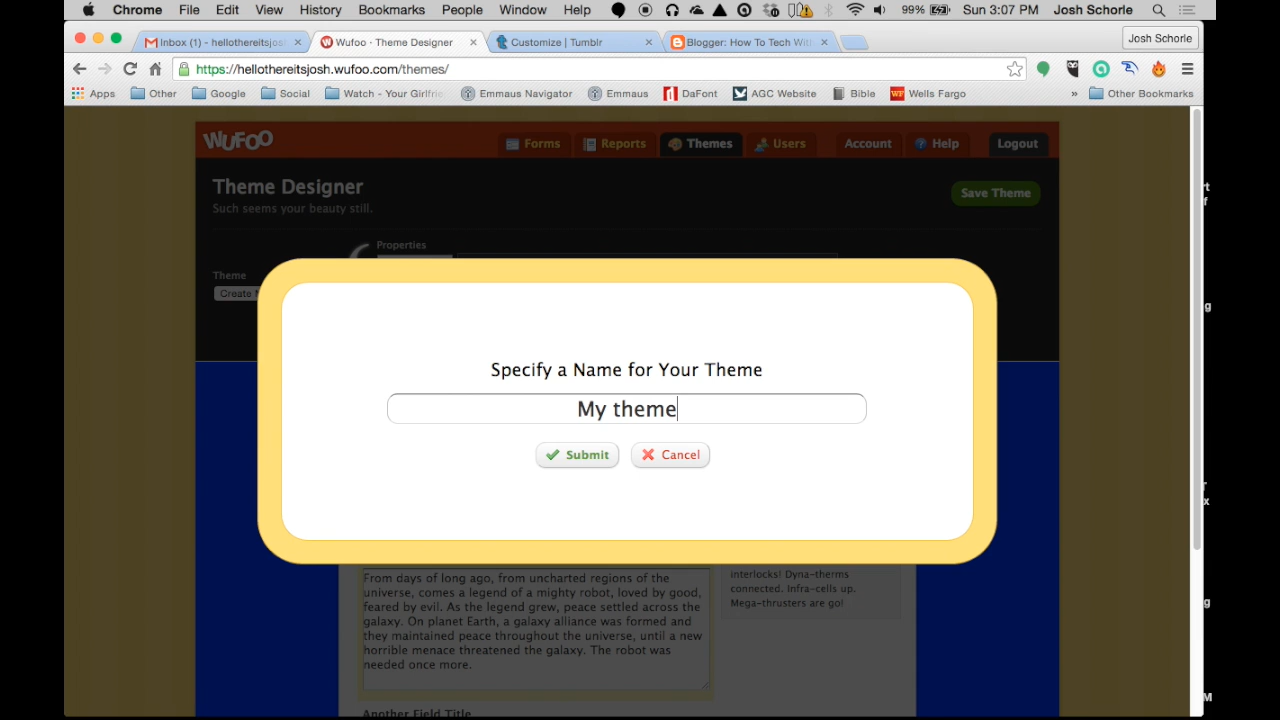 Chrome File Edit View History Bookmarks People Window Help 99% Sun 3:07 PM Josh Schorle
Inbox (1) - hellothereitsjos Wufoo · Theme Designer Customize | Tumblr Blogger: How To Tech Wit Josh Schorle
https://hellothereitsjosh.wufoo.com/themes/
Apps Other Google Social Watch - Your Girlfrie Emmaus Navigator Emmaus DaFont AGC Website Bible WF Wells Fargo » Other Bookmarks
WUFOO Forms Reports Themes Users Account Help Logout
Theme Designer
Such seems your beauty still.
Save Theme
Properties
Theme
Create
Specify a Name for Your Theme
My theme
Submit Cancel
From days of long ago, from uncharted regions of the
universe, comes a legend of a mighty robot, loved by good,
feared by evil. As the legend grew, peace settled across the
galaxy. On planet Earth, a galaxy alliance was formed and
they maintained peace throughout the universe, until a new
horrible menace threatened the galaxy. The robot was
needed once more.
interlocks! Dyna-therms
connected. Infra-cells up.
Mega-thrusters are go!
Another Field Title